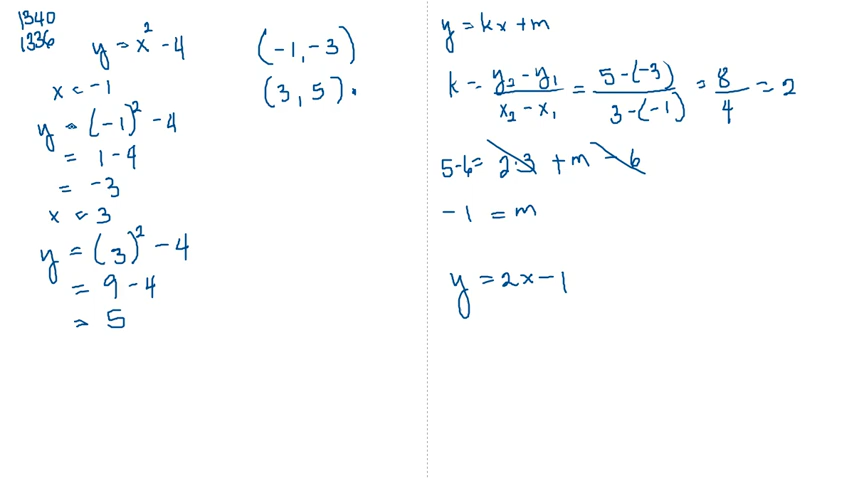 1340
1336
y = x² - 4
(-1, -3)
(3, 5).
x = -1
y = (-1)² - 4
= 1 - 4
= -3
x = 3
y = (3)² - 4
= 9 - 4
= 5
y = kx + m
k = (y₂ - y₁)/(x₂ - x₁) = (5 - (-3))/(3 - (-1)) = 8/4 = 2
5 - 6 = 2·3 + m - 6
-1 = m
y = 2x - 1